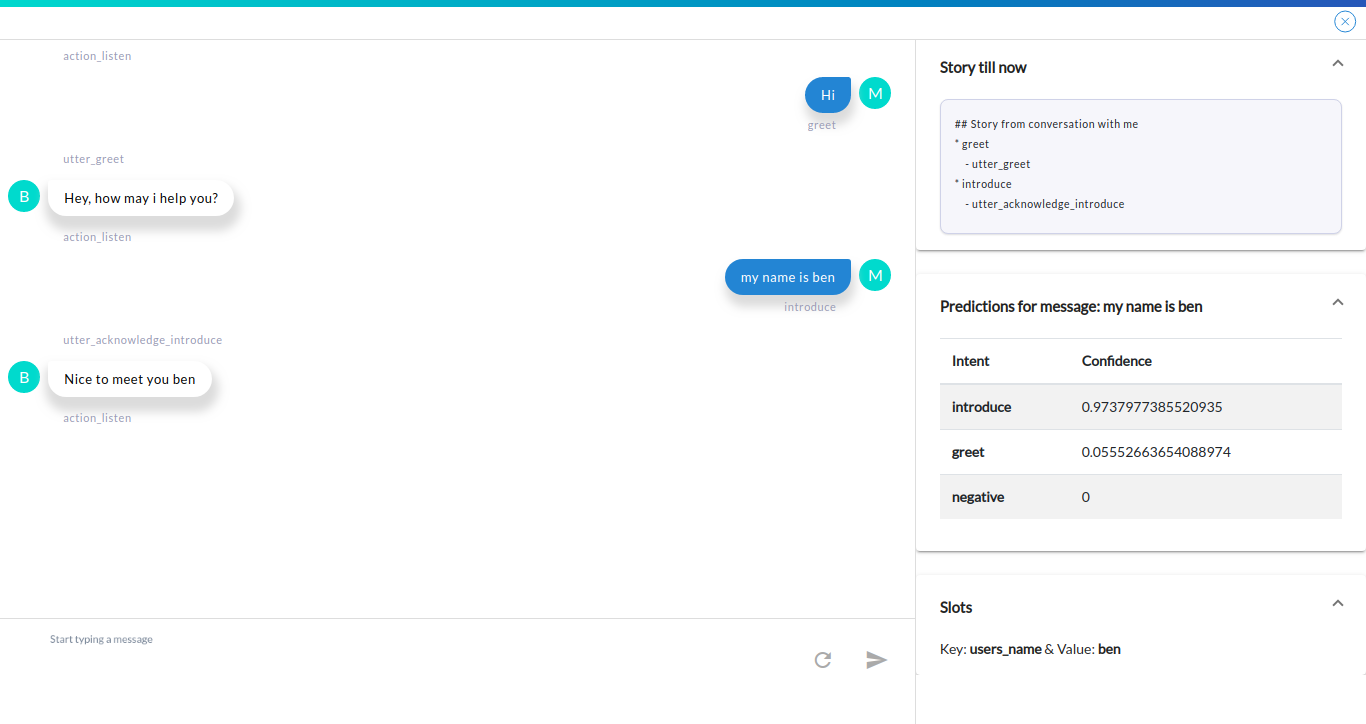 action_listen
Hi
M
greet
utter_greet
B
Hey, how may i help you?
action_listen
my name is ben
M
introduce
utter_acknowledge_introduce
B
Nice to meet you ben
action_listen
Start typing a message
Story till now
## Story from conversation with me
* greet
- utter_greet
* introduce
- utter_acknowledge_introduce
Predictions for message: my name is ben
Intent Confidence
introduce 0.9737977385520935
greet 0.05552663654088974
negative 0
Slots
Key: users_name & Value: ben